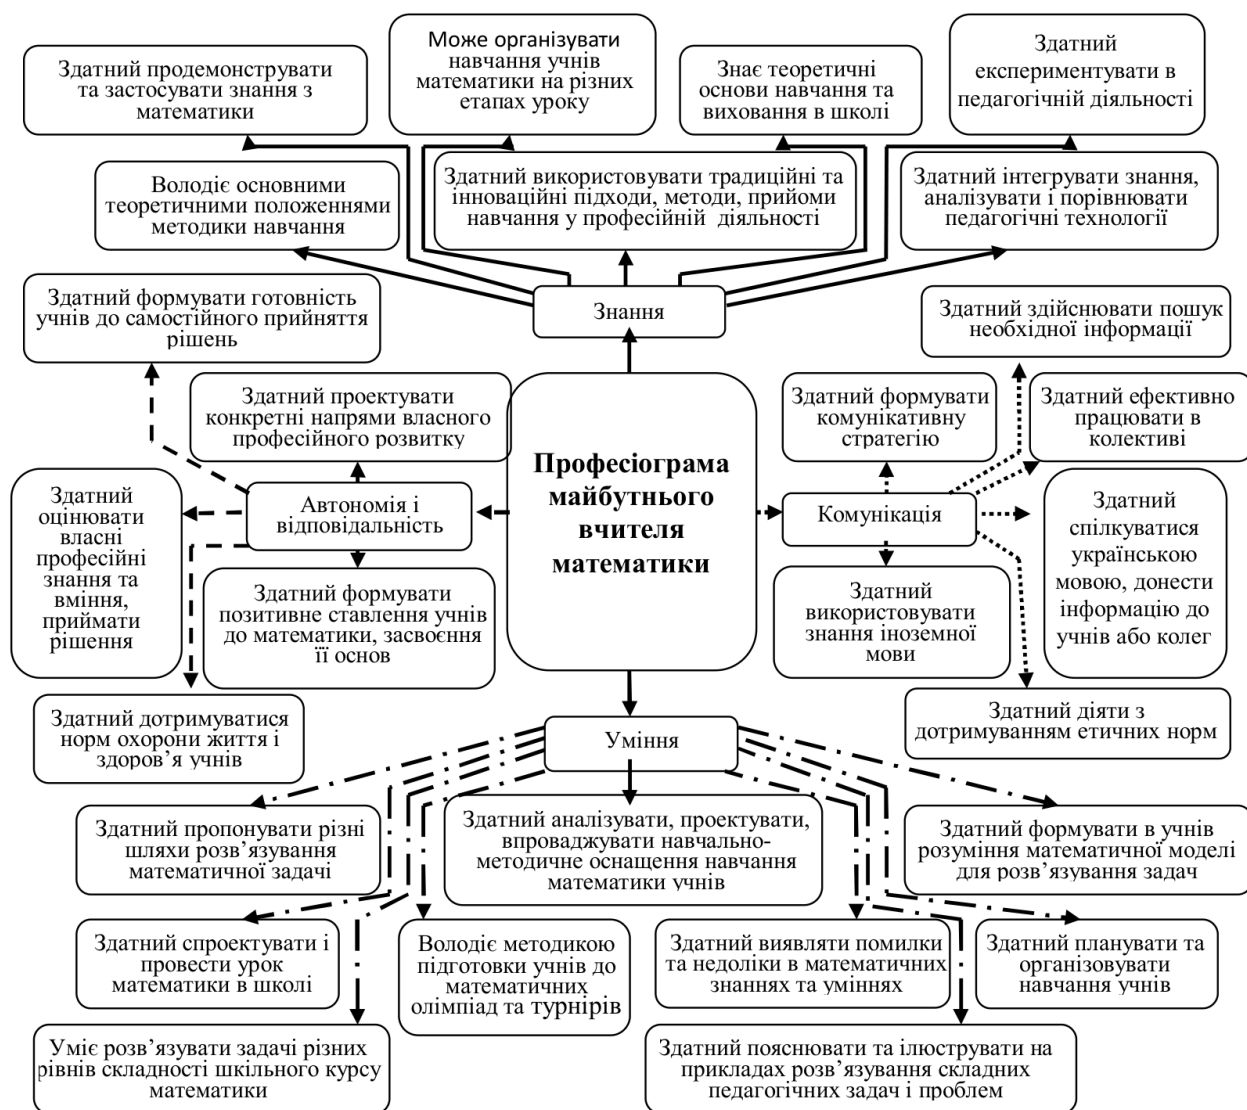 Здатний продемонструвати
та застосувати знання з
математики
Може організувати
навчання учнів
математики на різних
етапах уроку
Знає теоретичні
основи навчання та
виховання в школі
Здатний
експериментувати в
педагогічній діяльності
Володіє основними
теоретичними положеннями
методики навчання
Здатний використовувати традиційні та
інноваційні підходи, методи, прийоми
навчання у професійній діяльності
Здатний інтегрувати знання,
аналізувати і порівнювати
педагогічні технології
Здатний формувати готовність
учнів до самостійного прийняття
рішень
Знання
Здатний здійснювати пошук
необхідної інформації
Здатний проектувати
конкретні напрями власного
професійного розвитку
Здатний формувати
комунікативну
стратегію
Здатний ефективно
працювати в
колективі
Професіограма
майбутнього
вчителя
математики
Здатний
оцінювати
власні
професійні
знання та
вміння,
приймати
рішення
Автономія і
відповідальність
Комунікація
Здатний
спілкуватися
українською
мовою, донести
інформацію до
учнів або колег
Здатний формувати
позитивне ставлення учнів
до математики, засвоєння
її основ
Здатний
використовувати
знання іноземної
мови
Здатний дотримуватися
норм охорони життя і
здоров’я учнів
Здатний діяти з
дотримуванням етичних норм
Уміння
Здатний пропонувати різні
шляхи розв’язування
математичної задачі
Здатний аналізувати, проектувати,
впроваджувати навчально-
методичне оснащення навчання
математики учнів
Здатний формувати в учнів
розуміння математичної моделі
для розв’язування задач
Здатний спроектувати і
провести урок
математики в школі
Володіє методикою
підготовки учнів до
математичних
олімпіад та турнірів
Здатний виявляти помилки
та недоліки в математичних
знаннях та уміннях
Здатний планувати та
організовувати
навчання учнів
Уміє розв’язувати задачі різних
рівнів складності шкільного курсу
математики
Здатний пояснювати та ілюструвати на
прикладах розв’язування складних
педагогічних задач і проблем